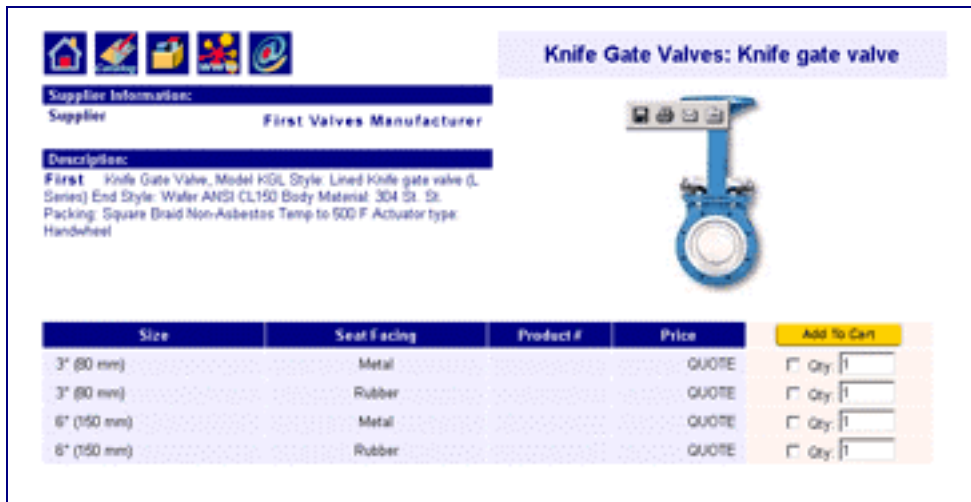 Catalog
www
@
Knife Gate Valves: Knife gate valve
Supplier Information:
Supplier First Valves Manufacturer
Description:
First Knife Gate Valve, Model KGL Style: Lined Knife gate valve (L
Series) End Style: Wafer ANSI CL150 Body Material: 304 St. St.
Packing: Square Braid Non-Asbestos Temp to 500 F Actuator type:
Handwheel
Size Seat Facing Product # Price Add To Cart
3" (80 mm) Metal QUOTE Qty: 1
3" (80 mm) Rubber QUOTE Qty: 1
6" (150 mm) Metal QUOTE Qty: 1
6" (150 mm) Rubber QUOTE Qty: 1